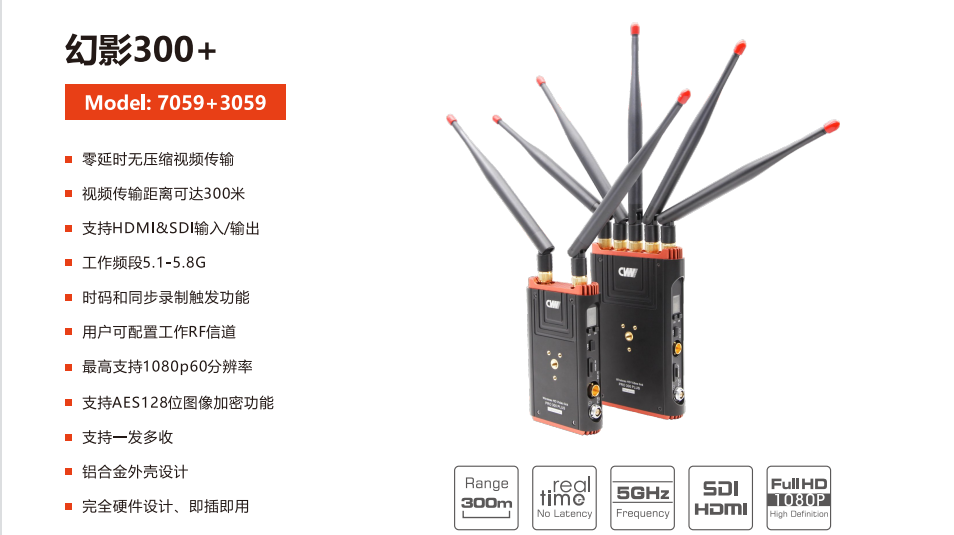 幻影300+
Model: 7059+3059
零延时无压缩视频传输
视频传输距离可达300米
支持HDMI&SDI输入/输出
工作频段5.1-5.8G
时码和同步录制触发功能
用户可配置工作RF信道
最高支持1080p60分辨率
支持AES128位图像加密功能
支持一发多收
铝合金外壳设计
完全硬件设计、即插即用
CVW
CVW
Range
300m
real
time
No Latency
5GHz
Frequency
SDI
HDMI
Full HD
1080P
High Definition